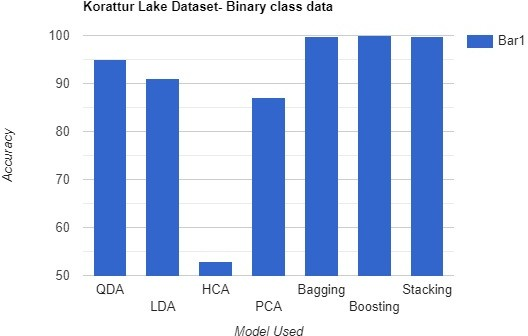 Korattur Lake Dataset- Binary class data
Bar1
100
90
80
70
60
50
Accuracy
QDA
LDA
HCA
PCA
Bagging
Boosting
Stacking
Model Used